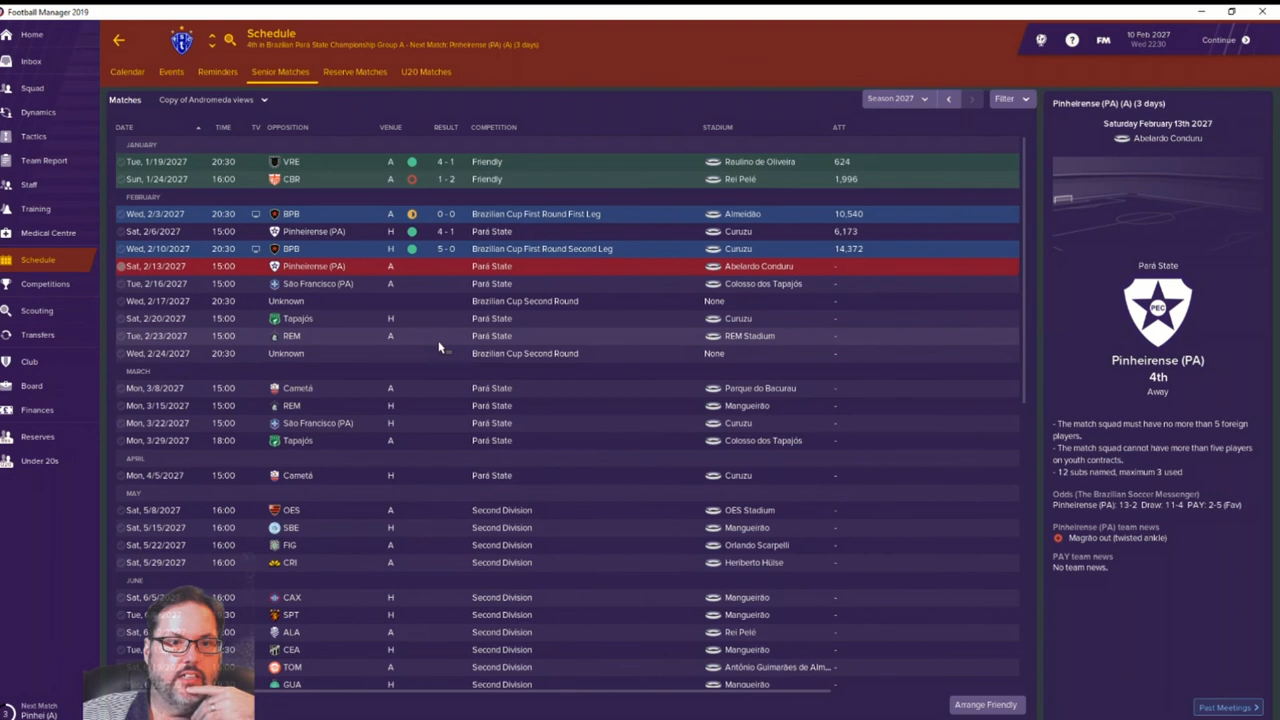 Football Manager 2019
Home
Inbox
Squad
Dynamics
Tactics
Team Report
Staff
Training
Medical Centre
Schedule
Competitions
Scouting
Transfers
Club
Board
Finances
Reserves
Under 20s
Next Match
Pinhei (A)
3
Schedule
4th in Brazilian Pará State Championship Group A - Next Match: Pinheirense (PA) (A) (3 days)
? FM 10 Feb 2027 Continue
Wed 22:30
Calendar Events Reminders Senior Matches Reserve Matches U20 Matches
Matches Copy of Andromeda views Season 2027 Filter
DATE TIME TV OPPOSITION VENUE RESULT COMPETITION STADIUM ATT
JANUARY
Tue, 1/19/2027 20:30 VRE A 4 - 1 Friendly Raulino de Oliveira 624
Sun, 1/24/2027 16:00 CBR A 1 - 2 Friendly Rei Pelé 1,996
FEBRUARY
Wed, 2/3/2027 20:30 BPB A 0 - 0 Brazilian Cup First Round First Leg Almeidão 10,540
Sat, 2/6/2027 15:00 Pinheirense (PA) H 4 - 1 Pará State Curuzu 6,173
Wed, 2/10/2027 20:30 BPB H 5 - 0 Brazilian Cup First Round Second Leg Curuzu 14,372
Sat, 2/13/2027 15:00 Pinheirense (PA) A Pará State Abelardo Conduru -
Tue, 2/16/2027 15:00 São Francisco (PA) A Pará State Colosso dos Tapajós -
Wed, 2/17/2027 20:30 Unknown Brazilian Cup Second Round None -
Sat, 2/20/2027 15:00 Tapajós H Pará State Curuzu -
Tue, 2/23/2027 15:00 REM A Pará State REM Stadium -
Wed, 2/24/2027 20:30 Unknown Brazilian Cup Second Round None -
MARCH
Mon, 3/8/2027 15:00 Cametá A Pará State Parque do Bacurau -
Mon, 3/15/2027 15:00 REM H Pará State Mangueirão -
Mon, 3/22/2027 15:00 São Francisco (PA) H Pará State Curuzu -
Mon, 3/29/2027 18:00 Tapajós A Pará State Colosso dos Tapajós -
APRIL
Mon, 4/5/2027 15:00 Cametá H Pará State Curuzu -
MAY
Sat, 5/8/2027 16:00 OES A Second Division OES Stadium -
Sat, 5/15/2027 16:00 SBE H Second Division Mangueirão -
Sat, 5/22/2027 16:00 FIG A Second Division Orlando Scarpelli -
Sat, 5/29/2027 16:00 CRI A Second Division Heriberto Hülse -
JUNE
Sat, 6/5/2027 16:00 CAX H Second Division Mangueirão -
Tue, SPT H Second Division Mangueirão -
Sat, ALA A Second Division Rei Pelé -
Tue, CEA H Second Division Mangueirão -
Sat, TOM A Second Division Antônio Guimarães de Alm... -
GUA H Second Division Mangueirão -
Arrange Friendly
Pinheirense (PA) (A) (3 days)
Saturday February 13th 2027
Abelardo Conduru
Pará State
PEC
Pinheirense (PA)
4th
Away
- The match squad must have no more than 5 foreign
players.
- The match squad cannot have more than five players
on youth contracts.
- 12 subs named, maximum 3 used
Odds (The Brazilian Soccer Messenger)
Pinheirense (PA): 13-2 Draw: 11-4 PAY: 2-5 (Fav)
Pinheirense (PA) team news
Magrão out (twisted ankle)
PAY team news
No team news.
Past Meetings